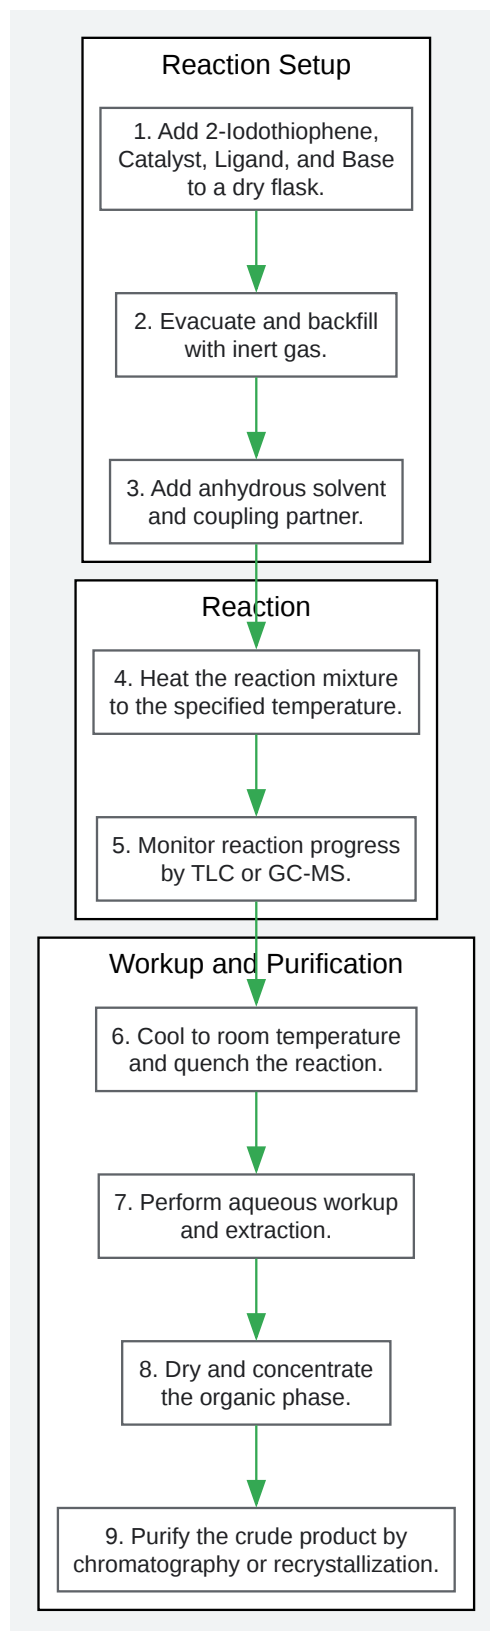 Reaction Setup
1. Add 2-Iodothiophene,
Catalyst, Ligand, and Base
to a dry flask.
2. Evacuate and backfill
with inert gas.
3. Add anhydrous solvent
and coupling partner.
Reaction
4. Heat the reaction mixture
to the specified temperature.
5. Monitor reaction progress
by TLC or GC-MS.
Workup and Purification
6. Cool to room temperature
and quench the reaction.
7. Perform aqueous workup
and extraction.
8. Dry and concentrate
the organic phase.
9. Purify the crude product by
chromatography or recrystallization.